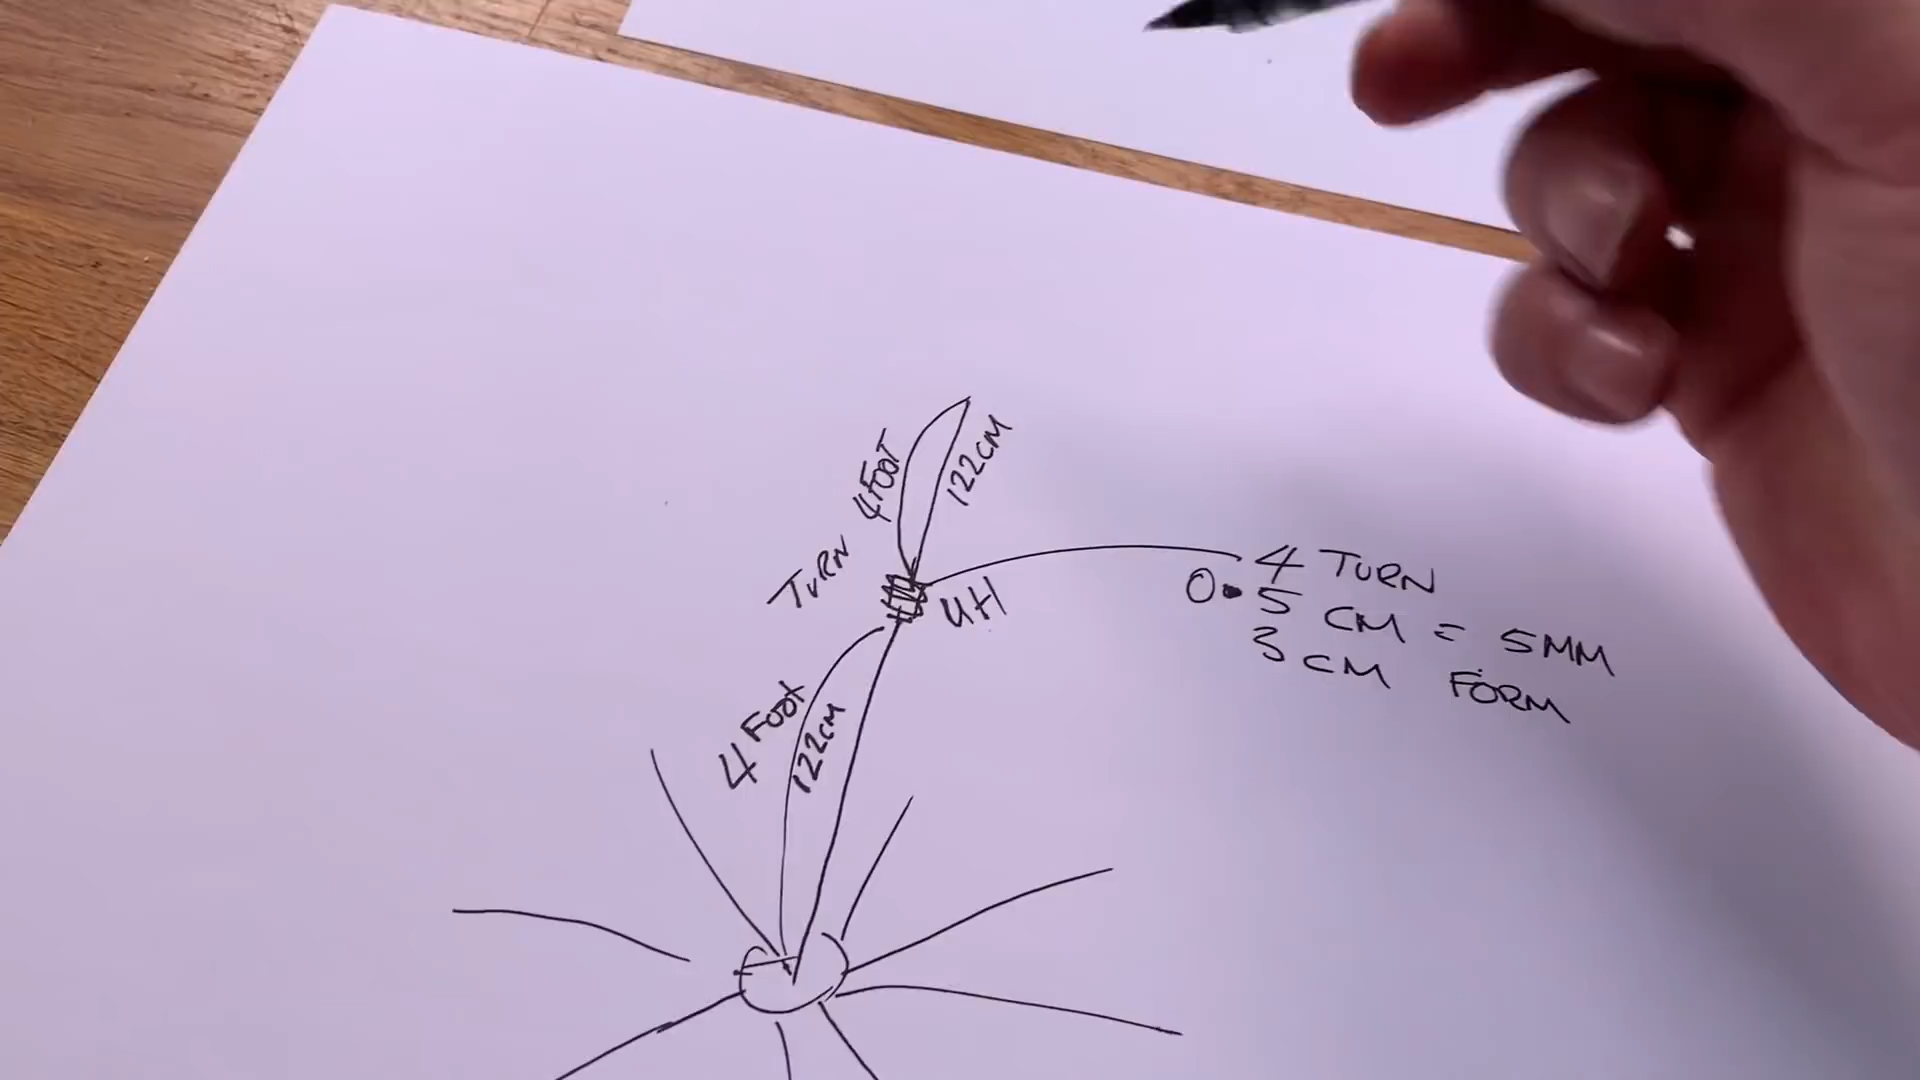 4 FOOT
122CM
TURN
UH
4 TURN
0.5 CM = 5MM
3 CM FORM
4 FOOT
122CM